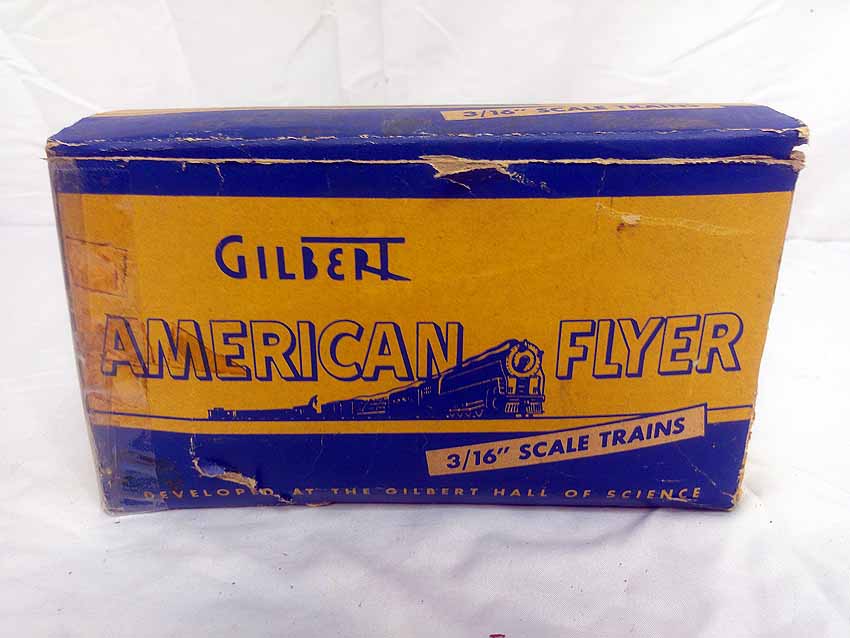 3/16" SCALE TRAINS
GILBERT
AMERICAN FLYER
3/16" SCALE TRAINS
DEVELOPED AT THE GILBERT HALL OF SCIENCE